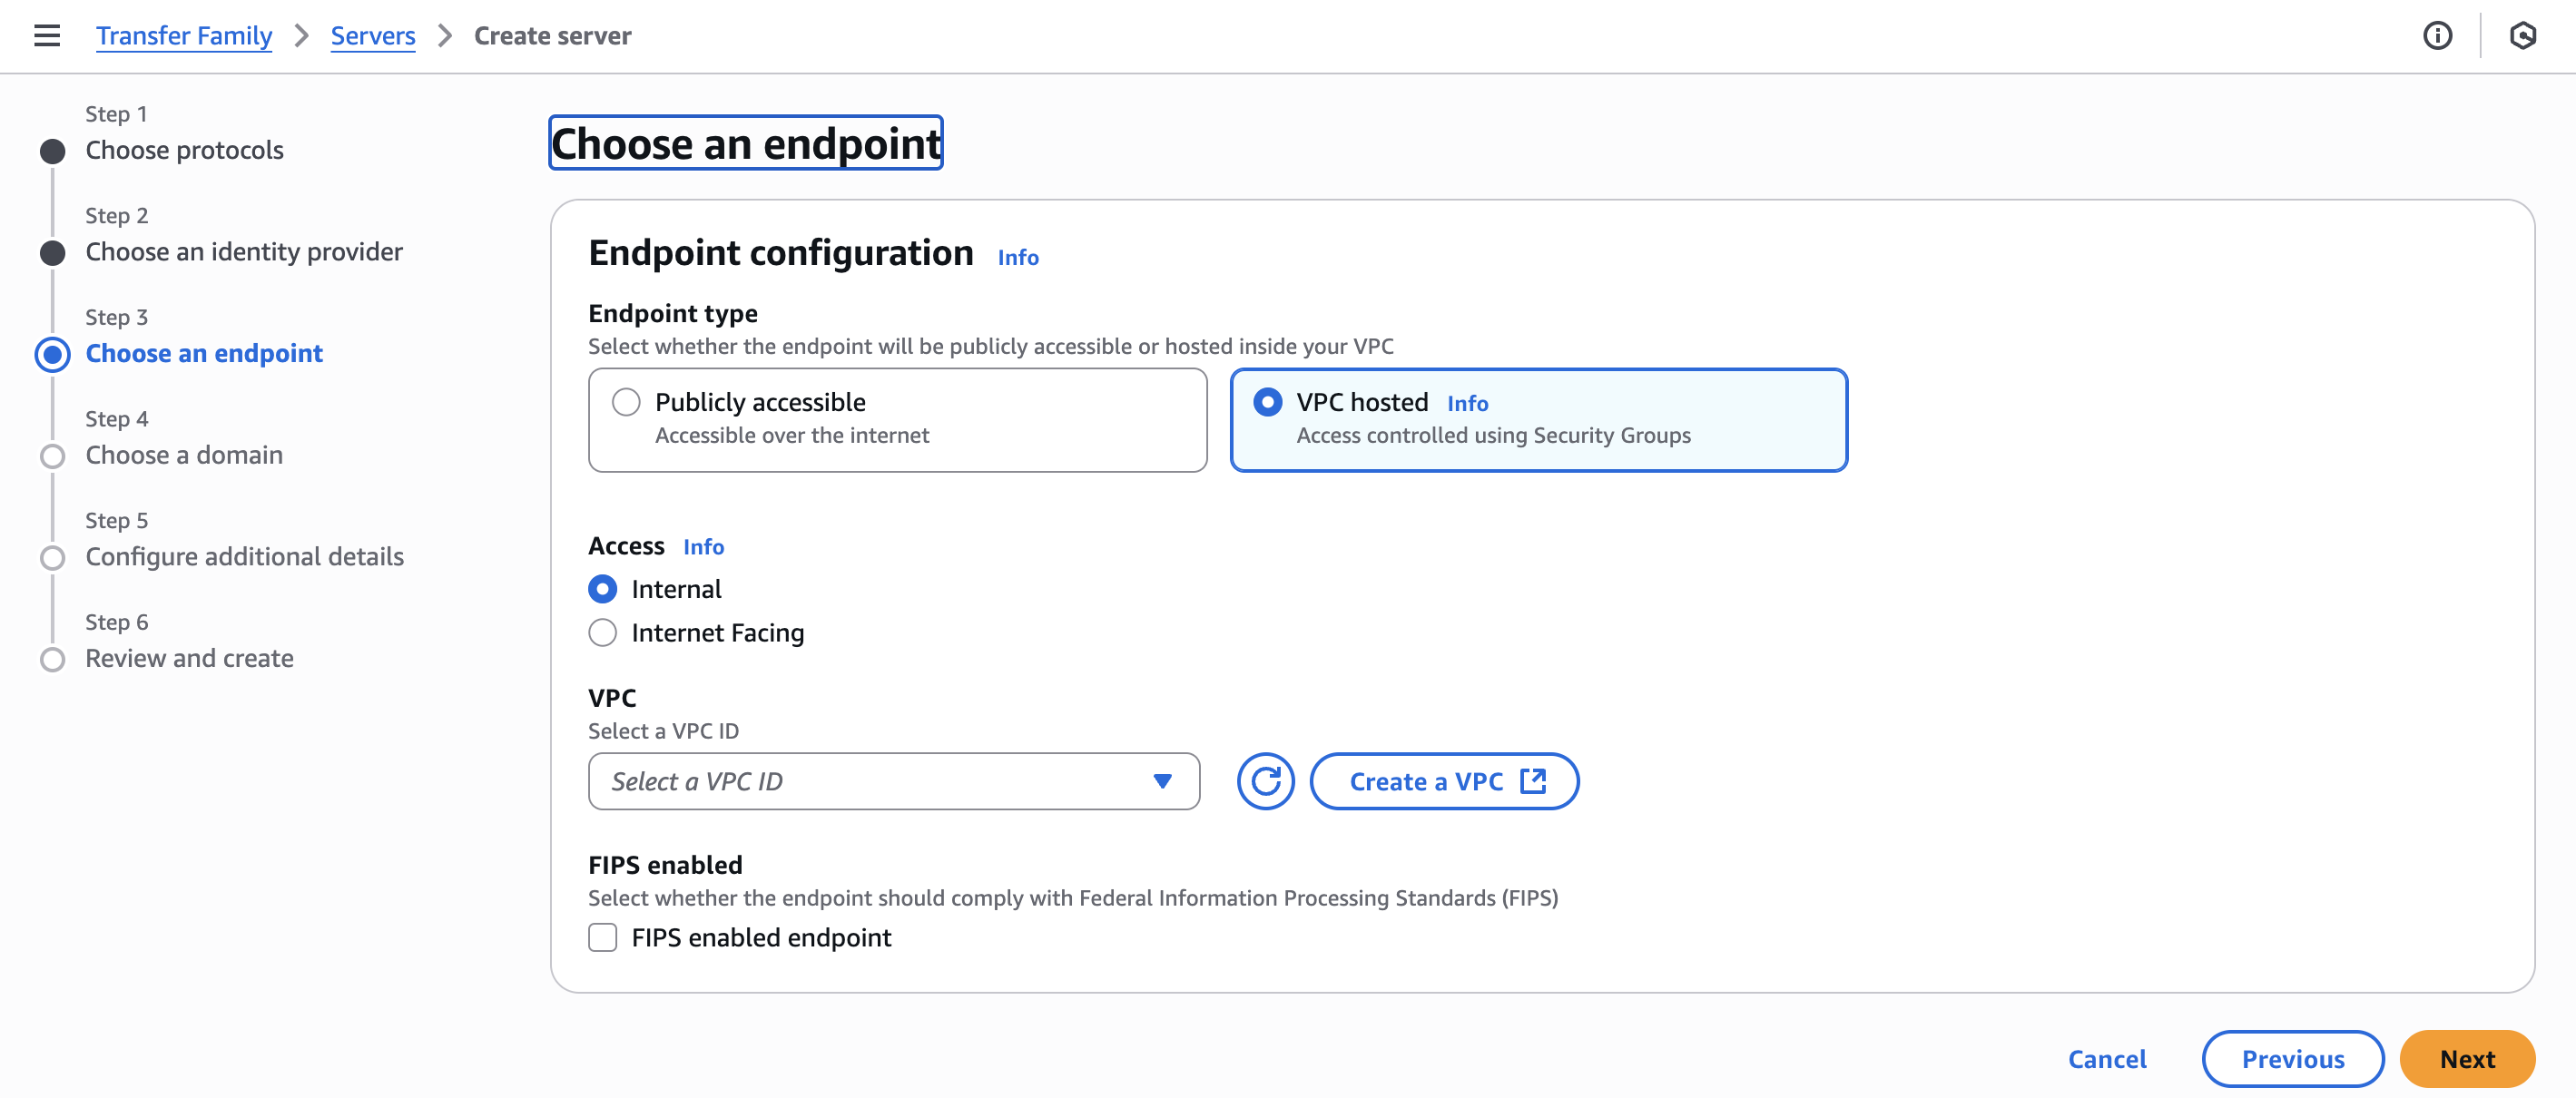 Transfer Family > Servers > Create server
Step 1
Choose protocols
Step 2
Choose an identity provider
Step 3
Choose an endpoint
Step 4
Choose a domain
Step 5
Configure additional details
Step 6
Review and create
Choose an endpoint
Endpoint configuration Info
Endpoint type
Select whether the endpoint will be publicly accessible or hosted inside your VPC
Publicly accessible
Accessible over the internet
VPC hosted Info
Access controlled using Security Groups
Access Info
Internal
Internet Facing
VPC
Select a VPC ID
Select a VPC ID
Create a VPC
FIPS enabled
Select whether the endpoint should comply with Federal Information Processing Standards (FIPS)
FIPS enabled endpoint
Cancel
Previous
Next